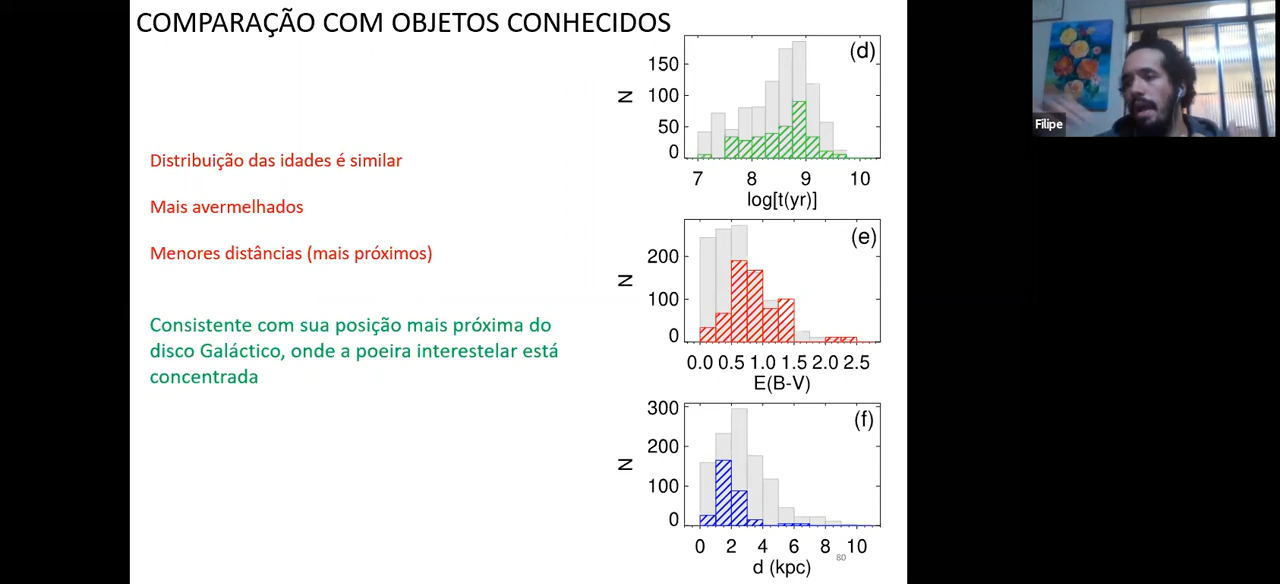 COMPARAÇÃO COM OBJETOS CONHECIDOS
Distribuição das idades é similar
Mais avermelhados
Menores distâncias (mais próximos)
Consistente com sua posição mais próxima do
disco Galáctico, onde a poeira interestelar está
concentrada
(d)
N
150
100
50
0
7 8 9 10
log[t(yr)]
(e)
N
200
100
0
0.0 0.5 1.0 1.5 2.0 2.5
E(B-V)
(f)
N
300
200
100
0
0 2 4 6 8 10
d (kpc)
60
Filipe